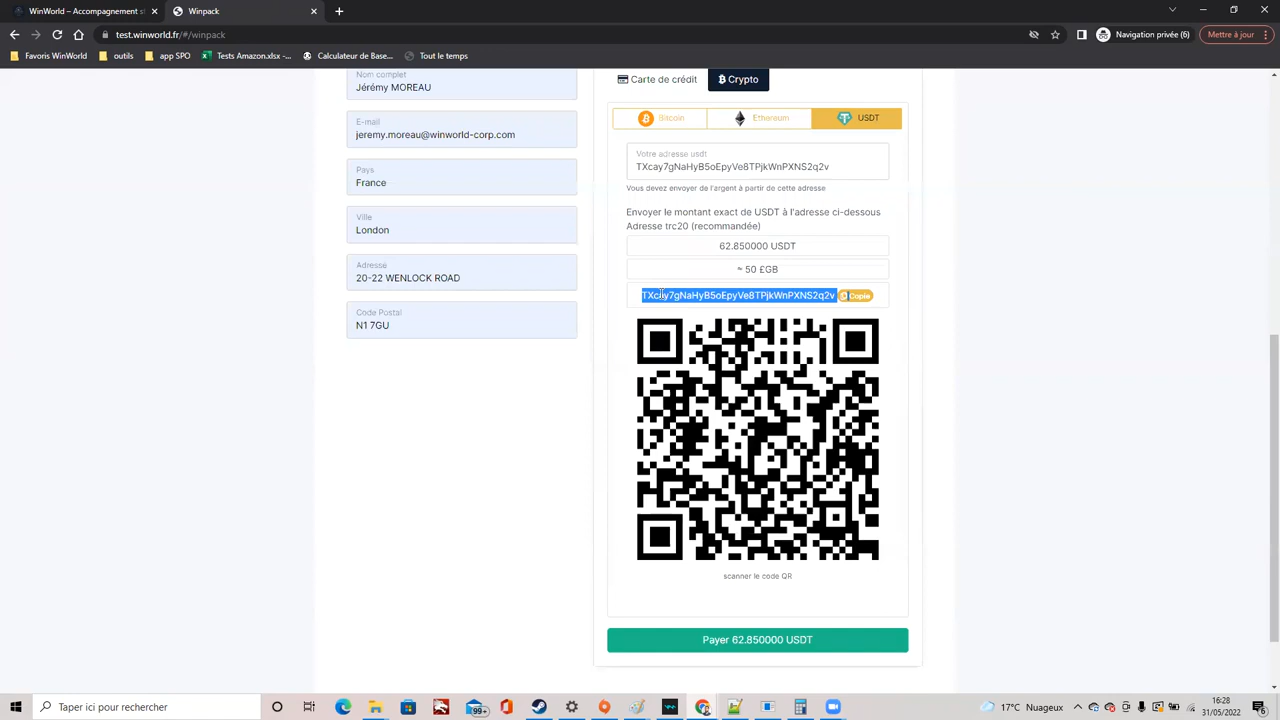 WinWorld – Accompagnement st
Winpack
test.winworld.fr/#/winpack
Navigation privée (6)
Mettre à jour
Favoris WinWorld
outils
app SPO
Tests Amazon.xlsx -...
Calculateur de Base...
Tout le temps
Nom complet
Jérémy MOREAU
E-mail
jeremy.moreau@winworld-corp.com
Pays
France
Ville
London
Adresse
20-22 WENLOCK ROAD
Code Postal
N1 7GU
Carte de crédit
Crypto
Bitcoin
Ethereum
USDT
Votre adresse usdt
TXcay7gNaHyB5oEpyVe8TPjkWnPXNS2q2v
Vous devez envoyer de l'argent à partir de cette adresse
Envoyer le montant exact de USDT à l'adresse ci-dessous
Adresse trc20 (recommandée)
62.850000 USDT
≈ 50 £GB
TXcay7gNaHyB5oEpyVe8TPjkWnPXNS2q2v
Copie
scanner le code QR
Payer 62.850000 USDT
Taper ici pour rechercher
99+
17°C Nuageux
16:28
31/05/2022
6